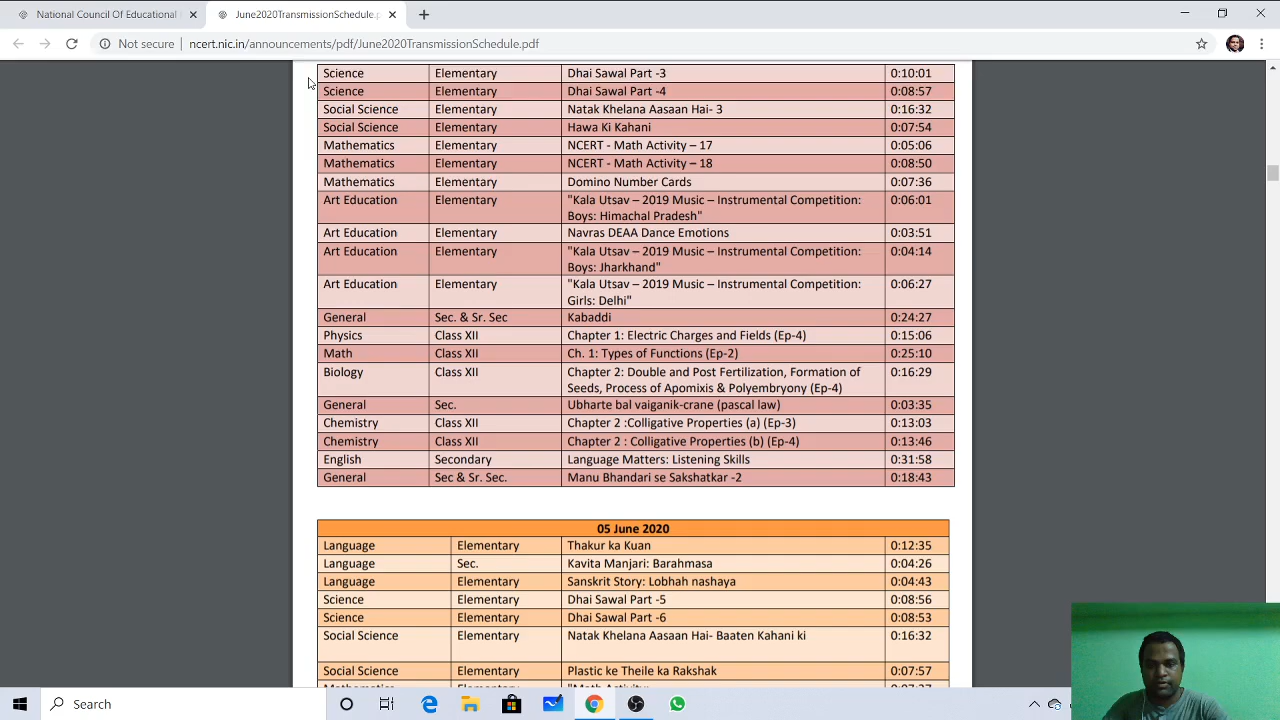 National Council Of Educational
June2020TransmissionSchedule.p
Not secure ncert.nic.in/announcements/pdf/June2020TransmissionSchedule.pdf
Science Elementary Dhai Sawal Part -3 0:10:01
Science Elementary Dhai Sawal Part -4 0:08:57
Social Science Elementary Natak Khelana Aasaan Hai- 3 0:16:32
Social Science Elementary Hawa Ki Kahani 0:07:54
Mathematics Elementary NCERT - Math Activity – 17 0:05:06
Mathematics Elementary NCERT - Math Activity – 18 0:08:50
Mathematics Elementary Domino Number Cards 0:07:36
Art Education Elementary "Kala Utsav – 2019 Music – Instrumental Competition: 0:06:01
Boys: Himachal Pradesh"
Art Education Elementary Navras DEAA Dance Emotions 0:03:51
Art Education Elementary "Kala Utsav – 2019 Music – Instrumental Competition: 0:04:14
Boys: Jharkhand"
Art Education Elementary "Kala Utsav – 2019 Music – Instrumental Competition: 0:06:27
Girls: Delhi"
General Sec. & Sr. Sec Kabaddi 0:24:27
Physics Class XII Chapter 1: Electric Charges and Fields (Ep-4) 0:15:06
Math Class XII Ch. 1: Types of Functions (Ep-2) 0:25:10
Biology Class XII Chapter 2: Double and Post Fertilization, Formation of 0:16:29
Seeds, Process of Apomixis & Polyembryony (Ep-4)
General Sec. Ubharte bal vaiganik-crane (pascal law) 0:03:35
Chemistry Class XII Chapter 2 :Colligative Properties (a) (Ep-3) 0:13:03
Chemistry Class XII Chapter 2 : Colligative Properties (b) (Ep-4) 0:13:46
English Secondary Language Matters: Listening Skills 0:31:58
General Sec & Sr. Sec. Manu Bhandari se Sakshatkar -2 0:18:43
05 June 2020
Language Elementary Thakur ka Kuan 0:12:35
Language Sec. Kavita Manjari: Barahmasa 0:04:26
Language Elementary Sanskrit Story: Lobhah nashaya 0:04:43
Science Elementary Dhai Sawal Part -5 0:08:56
Science Elementary Dhai Sawal Part -6 0:08:53
Social Science Elementary Natak Khelana Aasaan Hai- Baaten Kahani ki 0:16:32
Social Science Elementary Plastic ke Theile ka Rakshak 0:07:57
Search